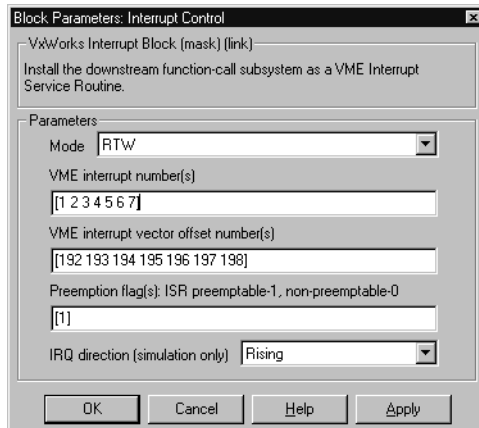 Block Parameters: Interrupt Control
VxWorks Interrupt Block (mask) (link)
Install the downstream function-call subsystem as a VME Interrupt
Service Routine.
Parameters
Mode RTW
VME interrupt number(s)
[1 2 3 4 5 6 7]
VME interrupt vector offset number(s)
[192 193 194 195 196 197 198]
Preemption flag(s): ISR preemptable-1, non-preemptable-0
[1]
IRQ direction (simulation only) Rising
OK Cancel Help Apply